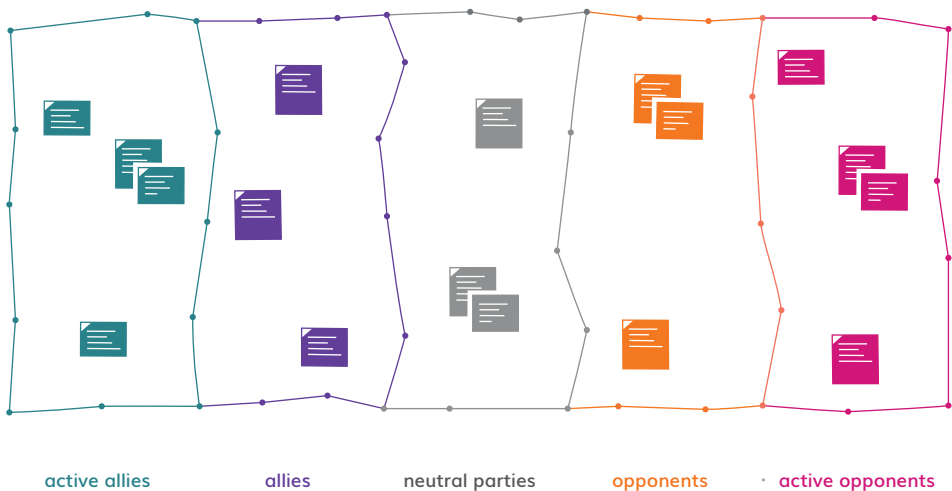 active allies
allies
neutral parties
opponents
active opponents